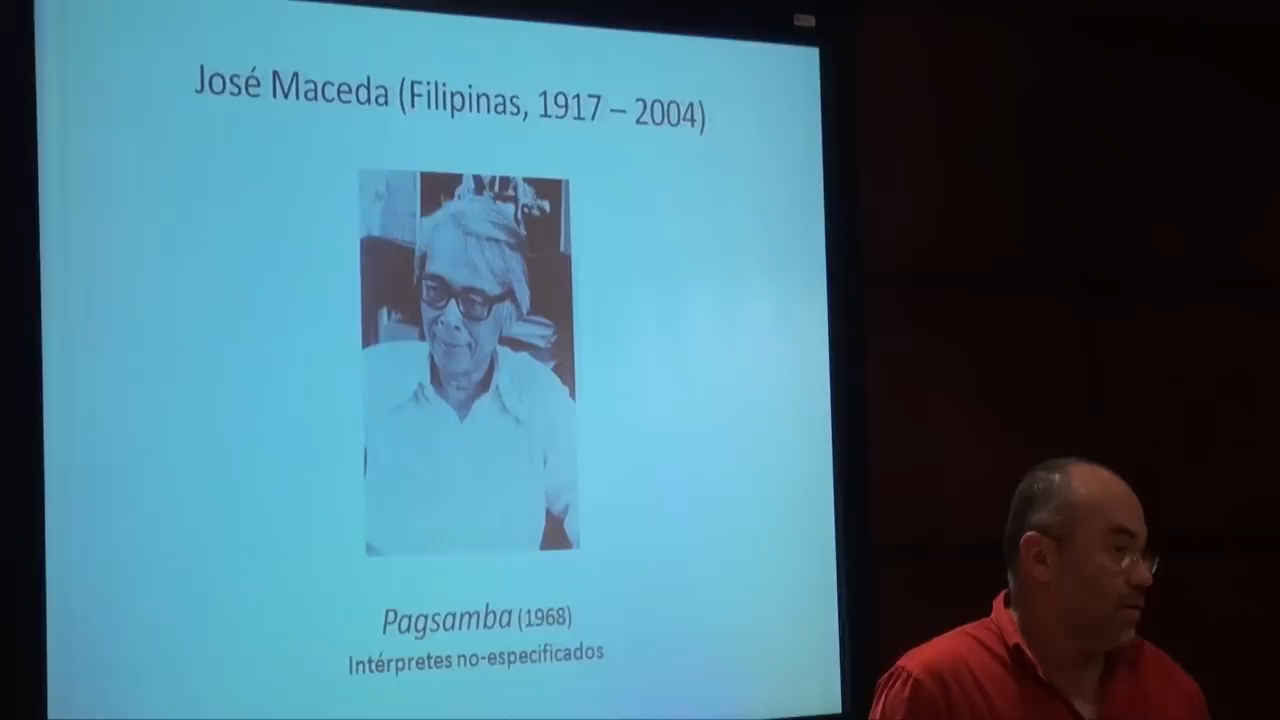 José Maceda (Filipinas, 1917 – 2004)
Pagsamba (1968)
Intérpretes no-especificados